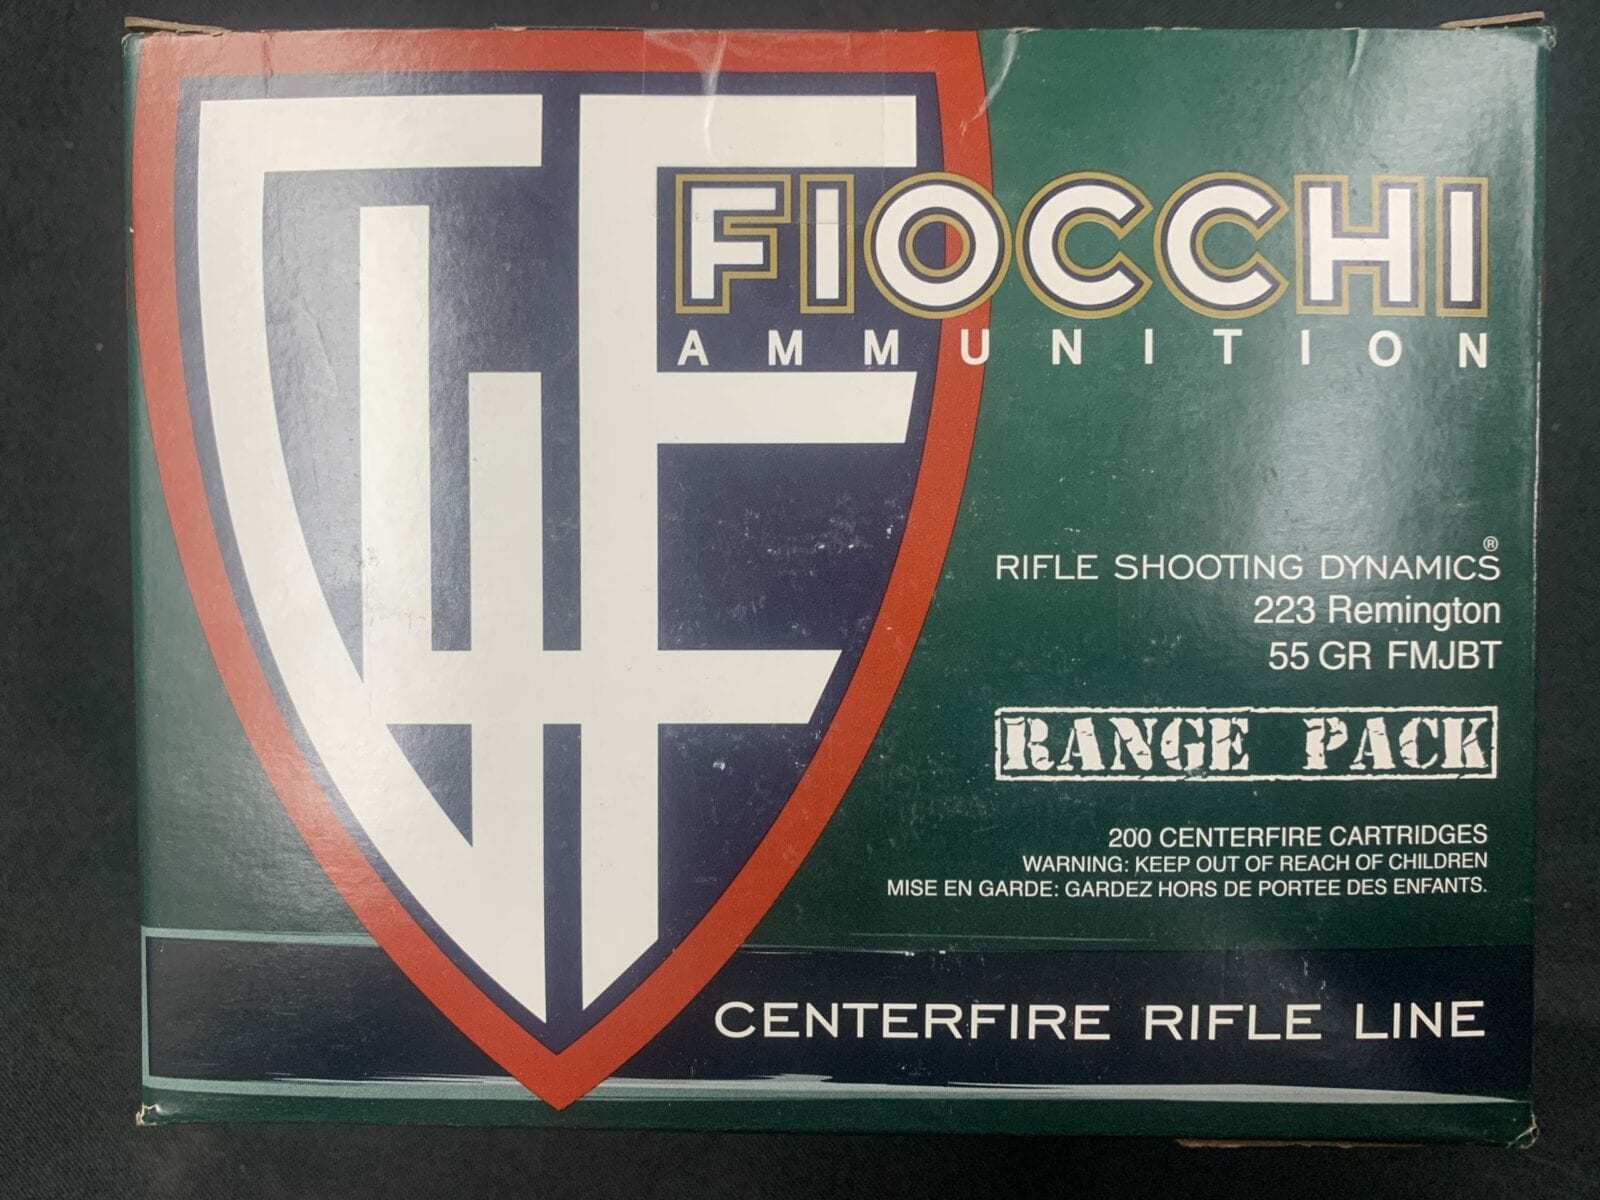 GF
FIOCCHI
AMMUNITION
RIFLE SHOOTING DYNAMICS®
223 Remington
55 GR FMJBT
RANGE PACK
200 CENTERFIRE CARTRIDGES
WARNING: KEEP OUT OF REACH OF CHILDREN
MISE EN GARDE: GARDEZ HORS DE PORTEE DES ENFANTS.
CENTERFIRE RIFLE LINE